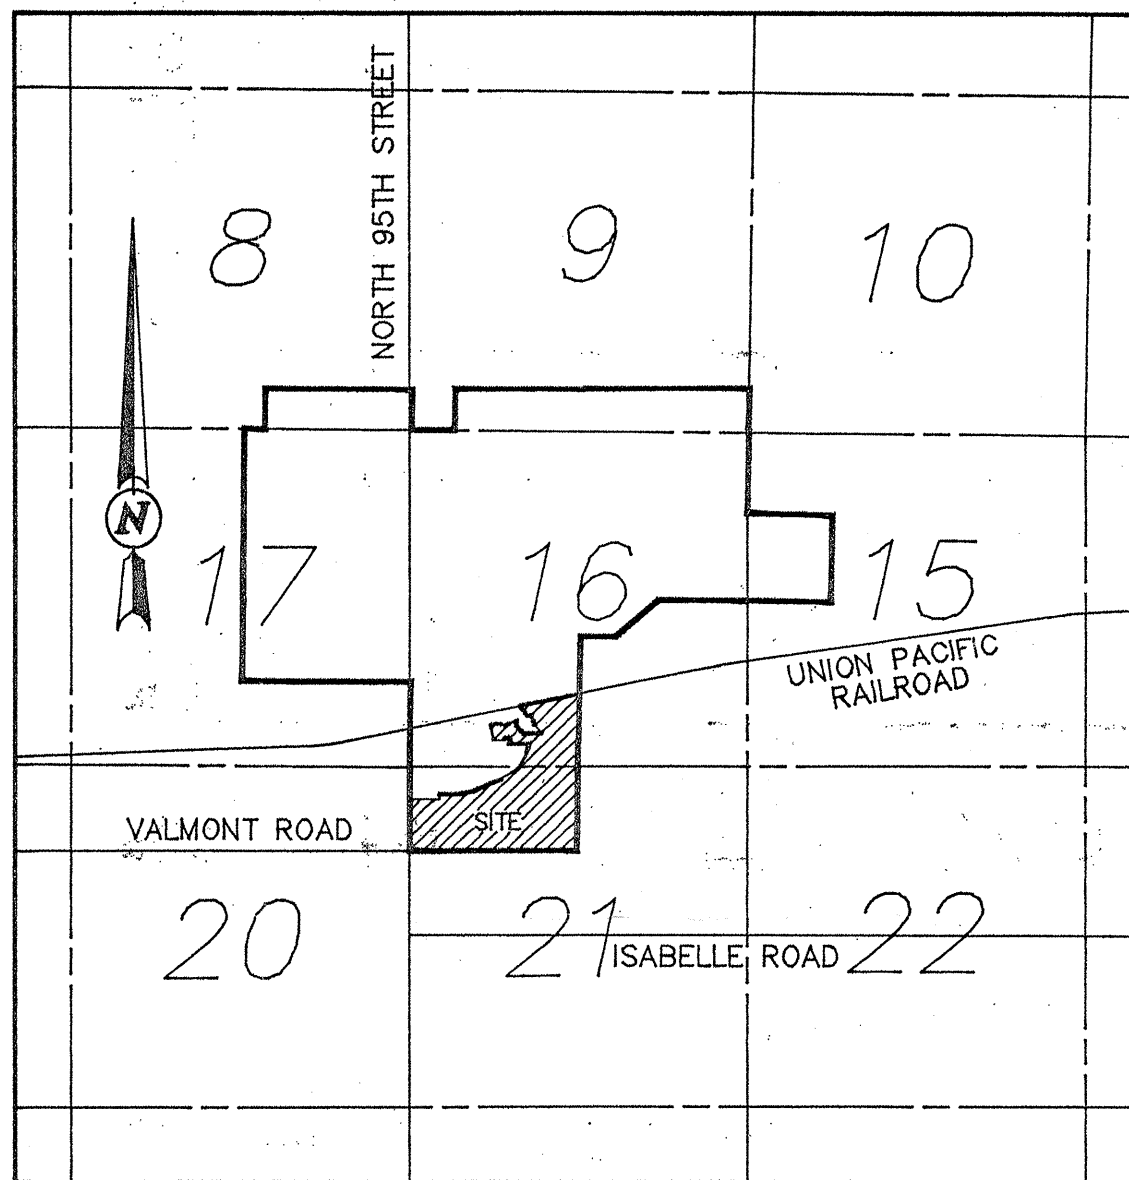 NORTH 95TH STREET
8
9
10
N
17
16
15
UNION PACIFIC
RAILROAD
SITE
VALMONT ROAD
20
21
22
ISABELLE ROAD